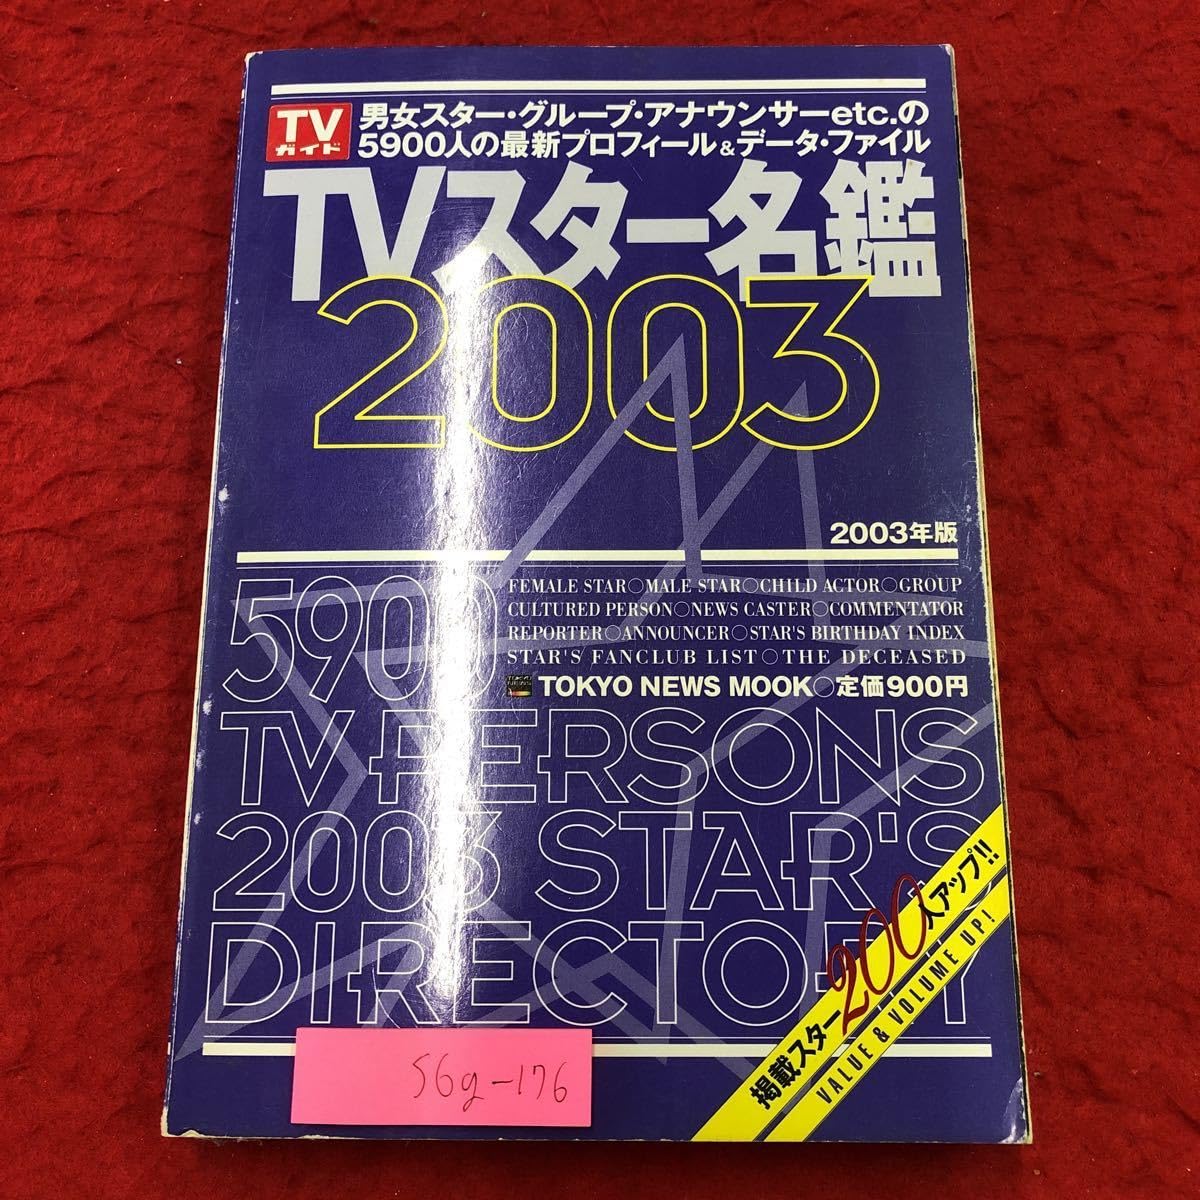 TV
ガイド
男女スター・グループ・アナウンサーetc.の
5900人の最新プロフィール&データ・ファイル
TVスター名鑑
2003
2003年版
5900
FEMALE STAR○MALE STAR○CHILD ACTOR○GROUP
CULTURED PERSON○NEWS CASTER○COMMENTATOR
REPORTER○ANNOUNCER○STAR'S BIRTHDAY INDEX
STAR'S FANCLUB LIST○THE DECEASED
TOKYO NEWS MOOK○定価900円
TV PERSONS
2003 STAR'S
DIRECTORY
掲載スター200人アップ!!
VALUE & VOLUME UP!
S6g-176